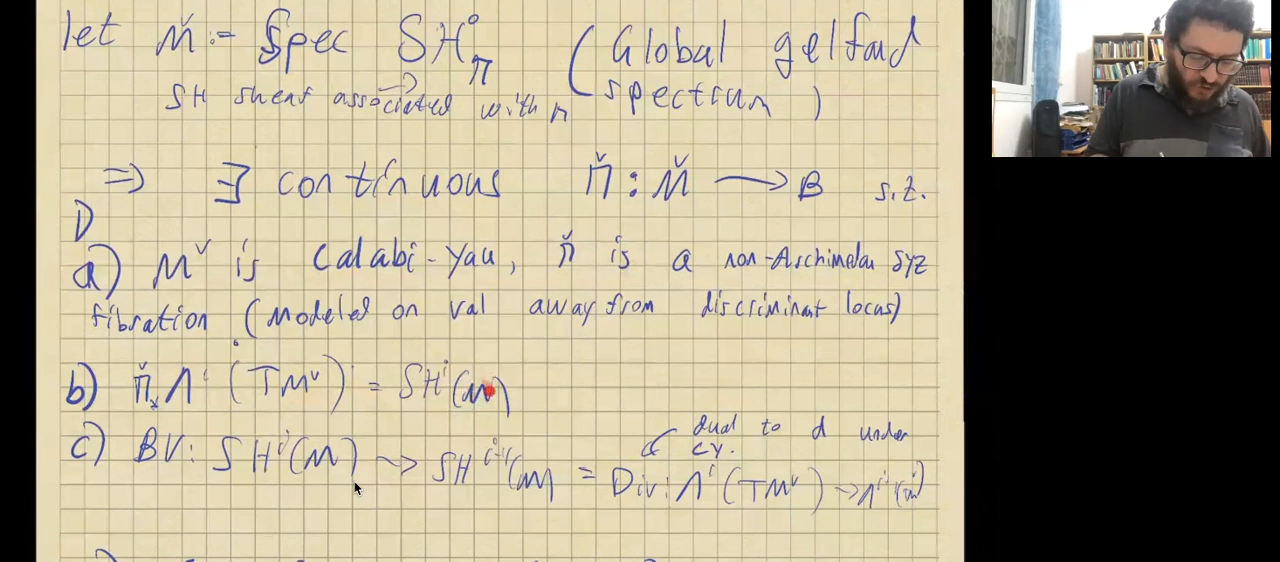 let M̌ := Spec SH⁰_π (Global gelfand
SH sheaf associated with π spectrum)
⇒ ∃ continuous π̌ : M̌ → B s.t.
1)
a) M^∨ is Calabi-Yau, π̌ is a non-Archimedan SYZ
fibration. (modeled on val away from discriminant locus)
b) π̌_* Λ^i (TM^∨) = SH^i(M)
dual to d under
c) BV : SH^i(M) → SH^{i-1}(M) = Div : Λ^i(TM^∨) → Λ^{i-1}
CY.